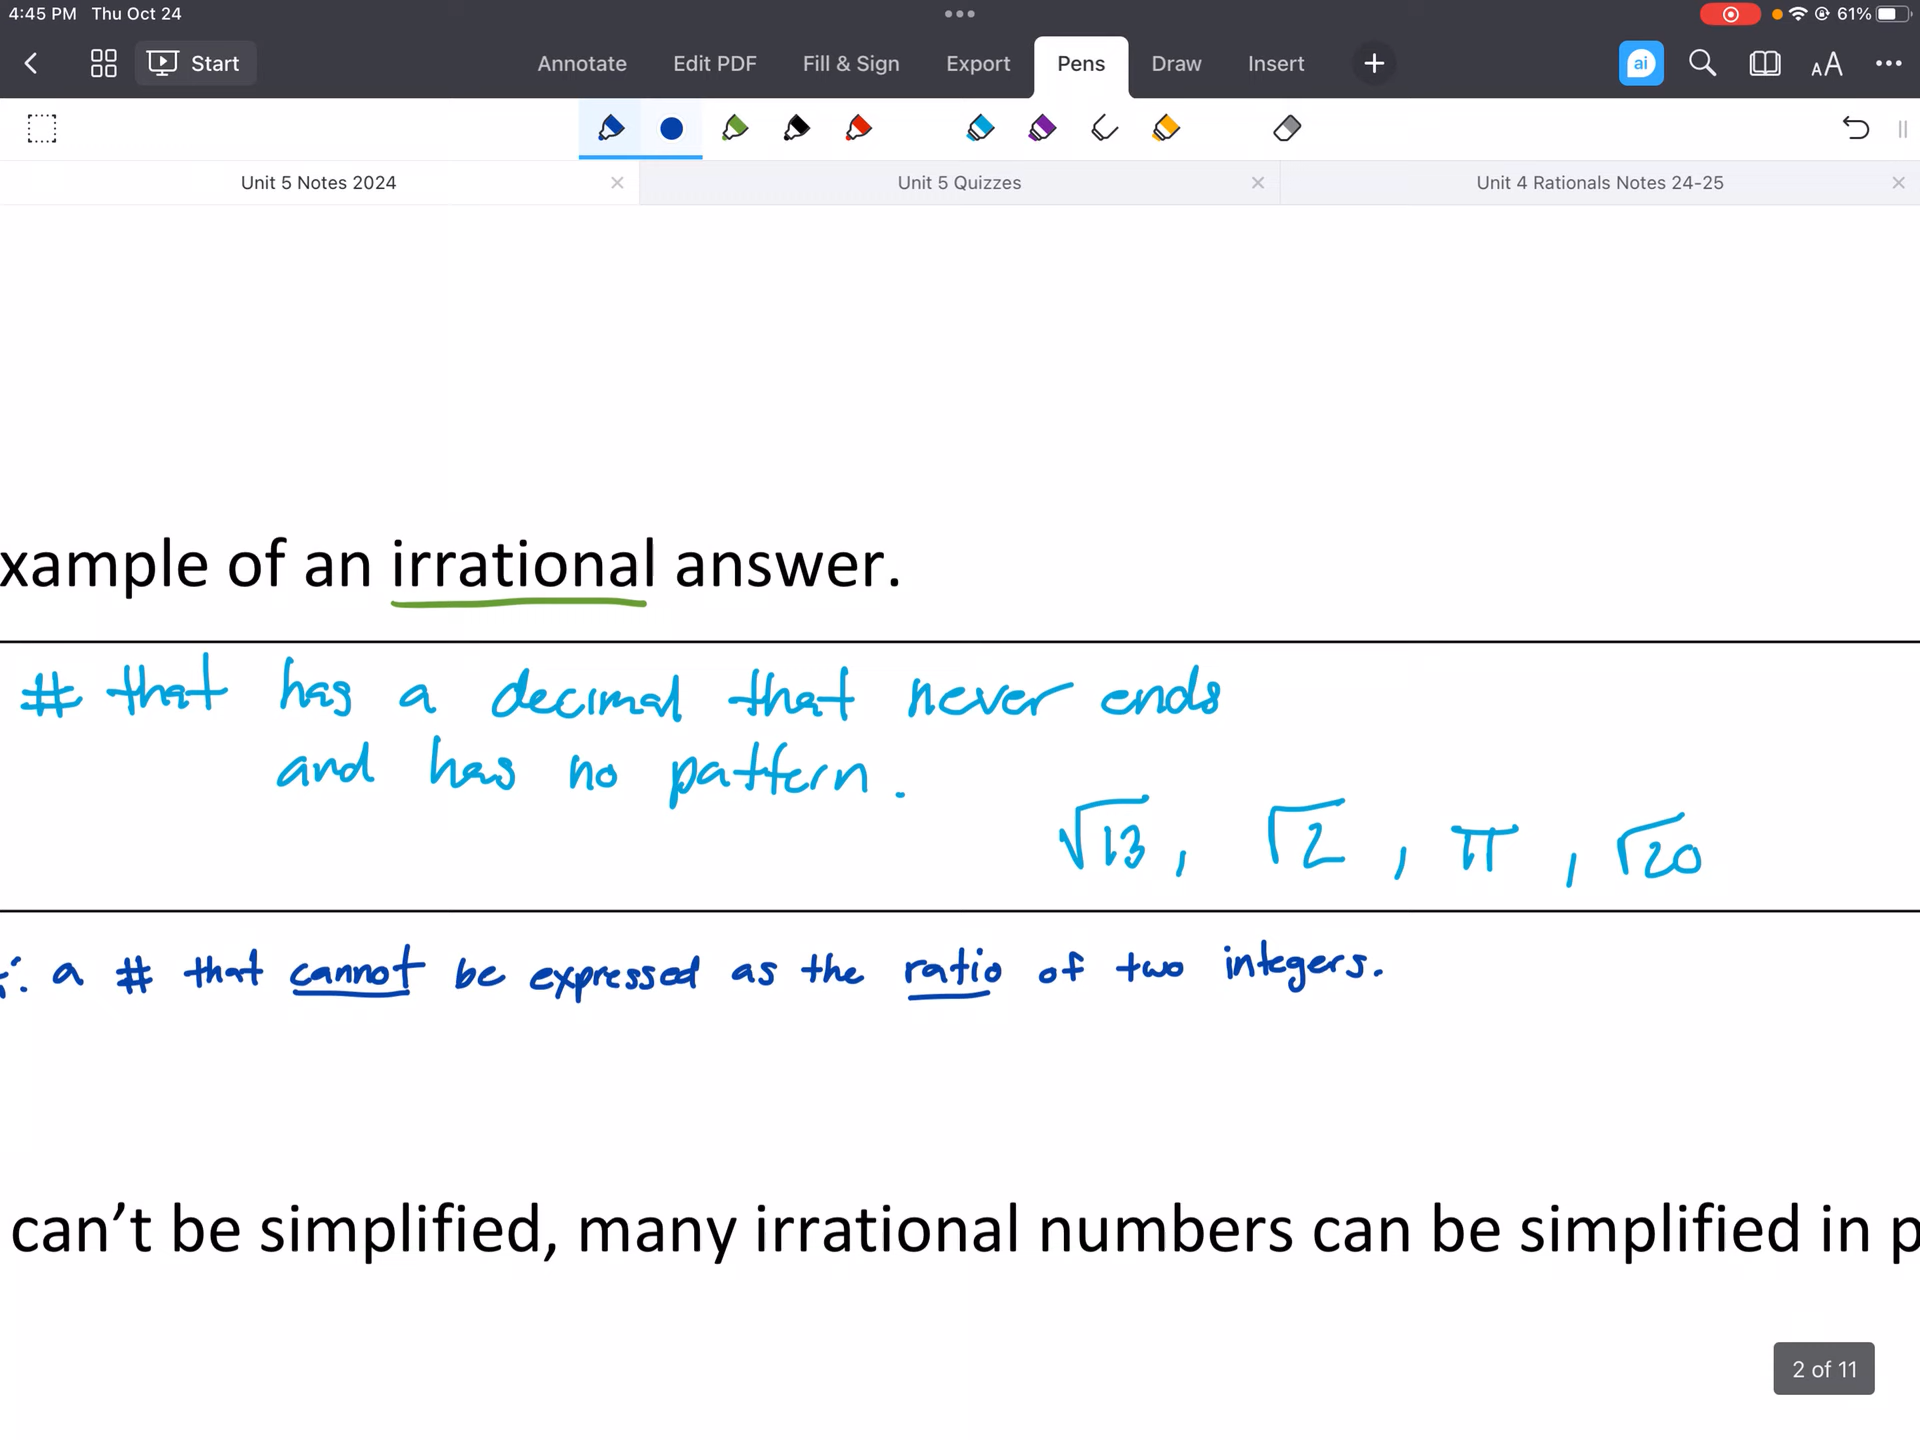 4:45 PM Thu Oct 24
61%
Start
Annotate Edit PDF Fill & Sign Export Pens Draw Insert
ai
AA
Unit 5 Notes 2024
Unit 5 Quizzes
Unit 4 Rationals Notes 24-25
xample of an irrational answer.
# that has a decimal that never ends
and has no pattern.
√13, √2, π, √20
: a # that cannot be expressed as the ratio of two integers.
can’t be simplified, many irrational numbers can be simplified in p
2 of 11